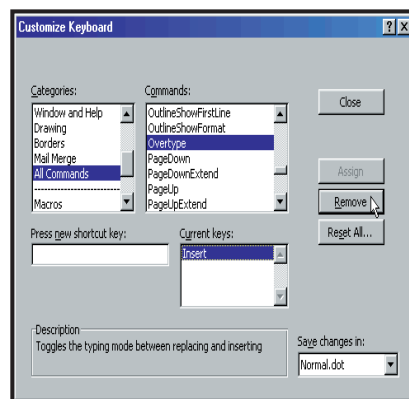 Customize Keyboard
Categories:
Commands:
Window and Help
Drawing
Borders
Mail Merge
All Commands
Macros
OutlineShowFirstLine
OutlineShowFormat
Overtype
PageDown
PageDownExtend
PageUp
PageUpExtend
Close
Assign
Remove
Reset All...
Press new shortcut key:
Current keys:
Insert
Description
Toggles the typing mode between replacing and inserting
Save changes in:
Normal.dot